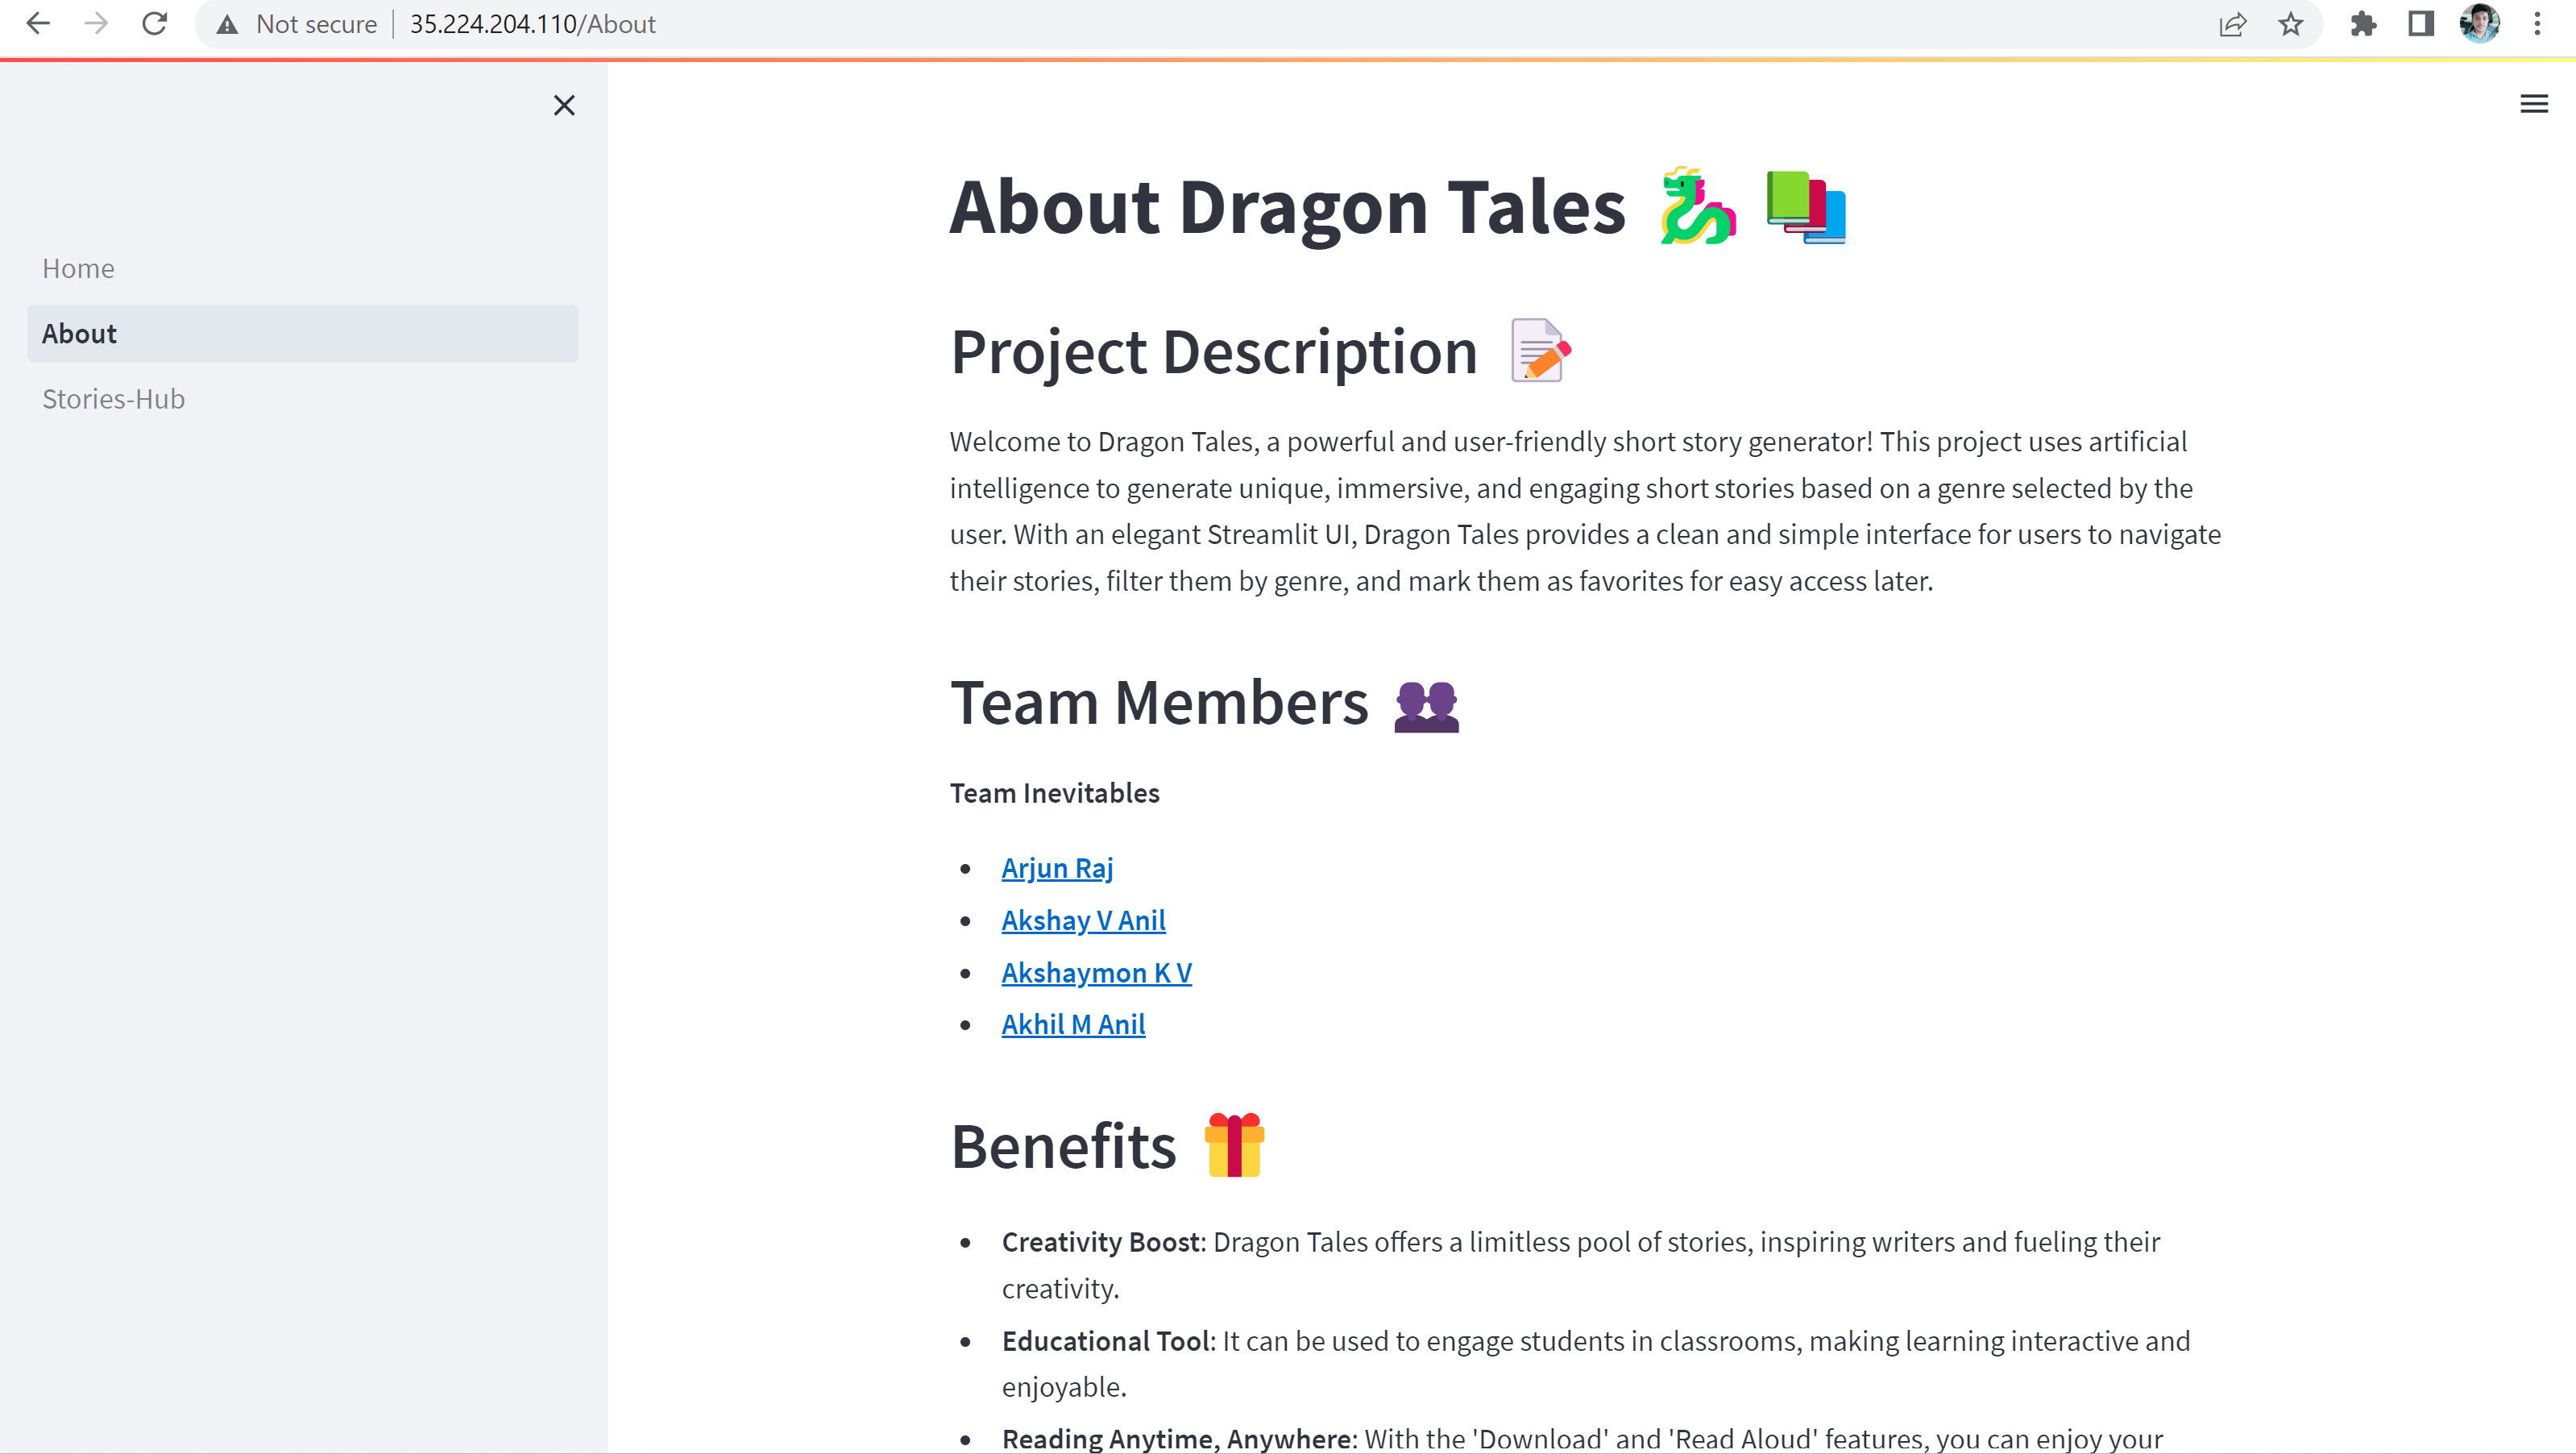 Not secure | 35.224.204.110/About
Home
About
Stories-Hub
About Dragon Tales
Project Description
Welcome to Dragon Tales, a powerful and user-friendly short story generator! This project uses artificial
intelligence to generate unique, immersive, and engaging short stories based on a genre selected by the
user. With an elegant Streamlit UI, Dragon Tales provides a clean and simple interface for users to navigate
their stories, filter them by genre, and mark them as favorites for easy access later.
Team Members
Team Inevitables
Arjun Raj
Akshay V Anil
Akshaymon K V
Akhil M Anil
Benefits
Creativity Boost: Dragon Tales offers a limitless pool of stories, inspiring writers and fueling their
creativity.
Educational Tool: It can be used to engage students in classrooms, making learning interactive and
enjoyable.
Reading Anytime, Anywhere: With the 'Download' and 'Read Aloud' features, you can enjoy your